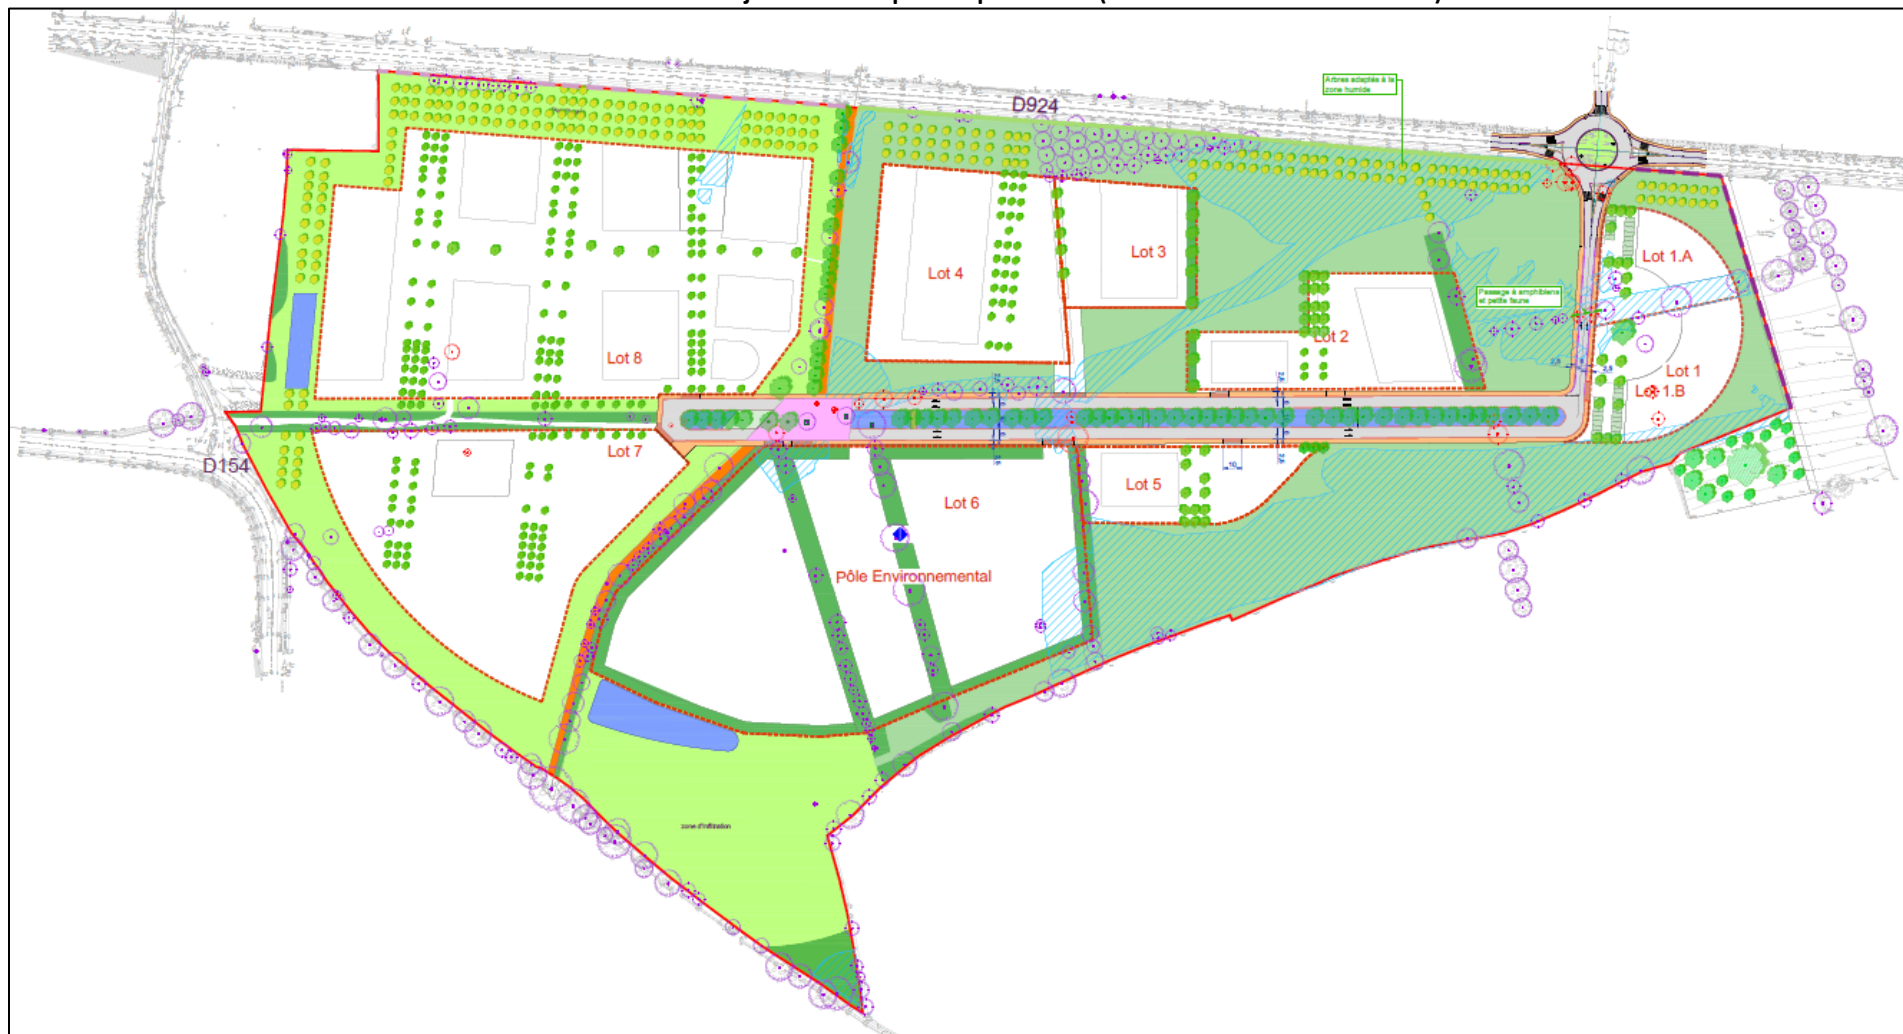 D924
Arbres adaptés à la
zone humide
Lot 1.A
Lot 3
Lot 4
Passage à amphibiens
et petite faune
Lot 2
Lot 8
Lot 1
Lot 1.B
Lot 7
D154
Lot 5
Lot 6
10
Pôle Environnemental
zone d'infiltration